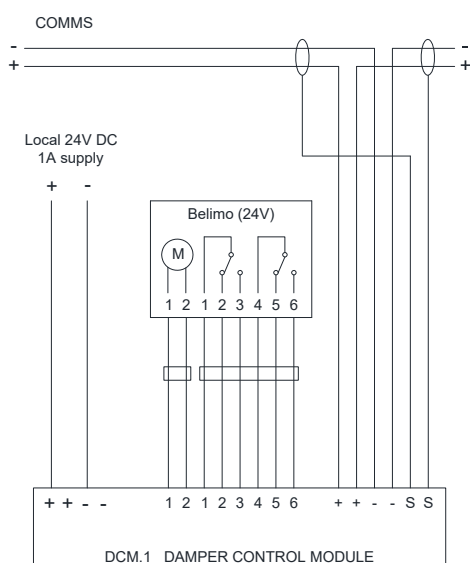 COMMS
- -
+ +
Local 24V DC
1A supply
+ -
Belimo (24V)
M
1 2 1 2 3 4 5 6
+ + - - 1 2 1 2 3 4 5 6 + + - - S S
DCM.1 DAMPER CONTROL MODULE